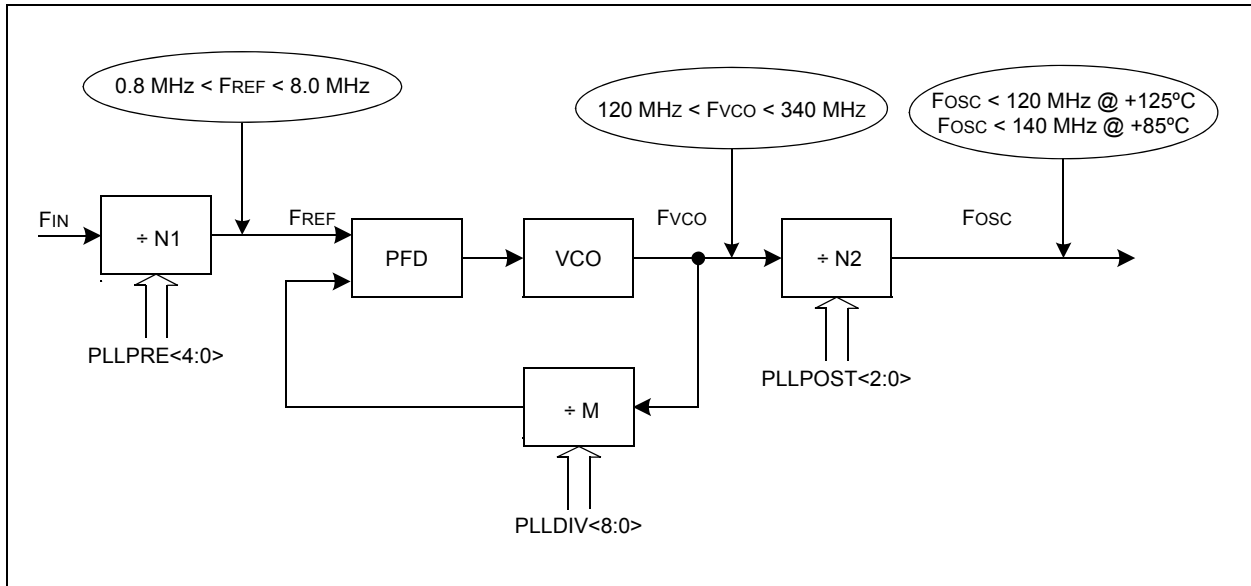 0.8 MHz < FREF < 8.0 MHz
120 MHz < FVCO < 340 MHz
FOSC < 120 MHz @ +125ºC
FOSC < 140 MHz @ +85ºC
FIN
÷ N1
FREF
PFD
VCO
FVCO
÷ N2
FOSC
PLLPRE<4:0>
PLLPOST<2:0>
÷ M
PLLDIV<8:0>